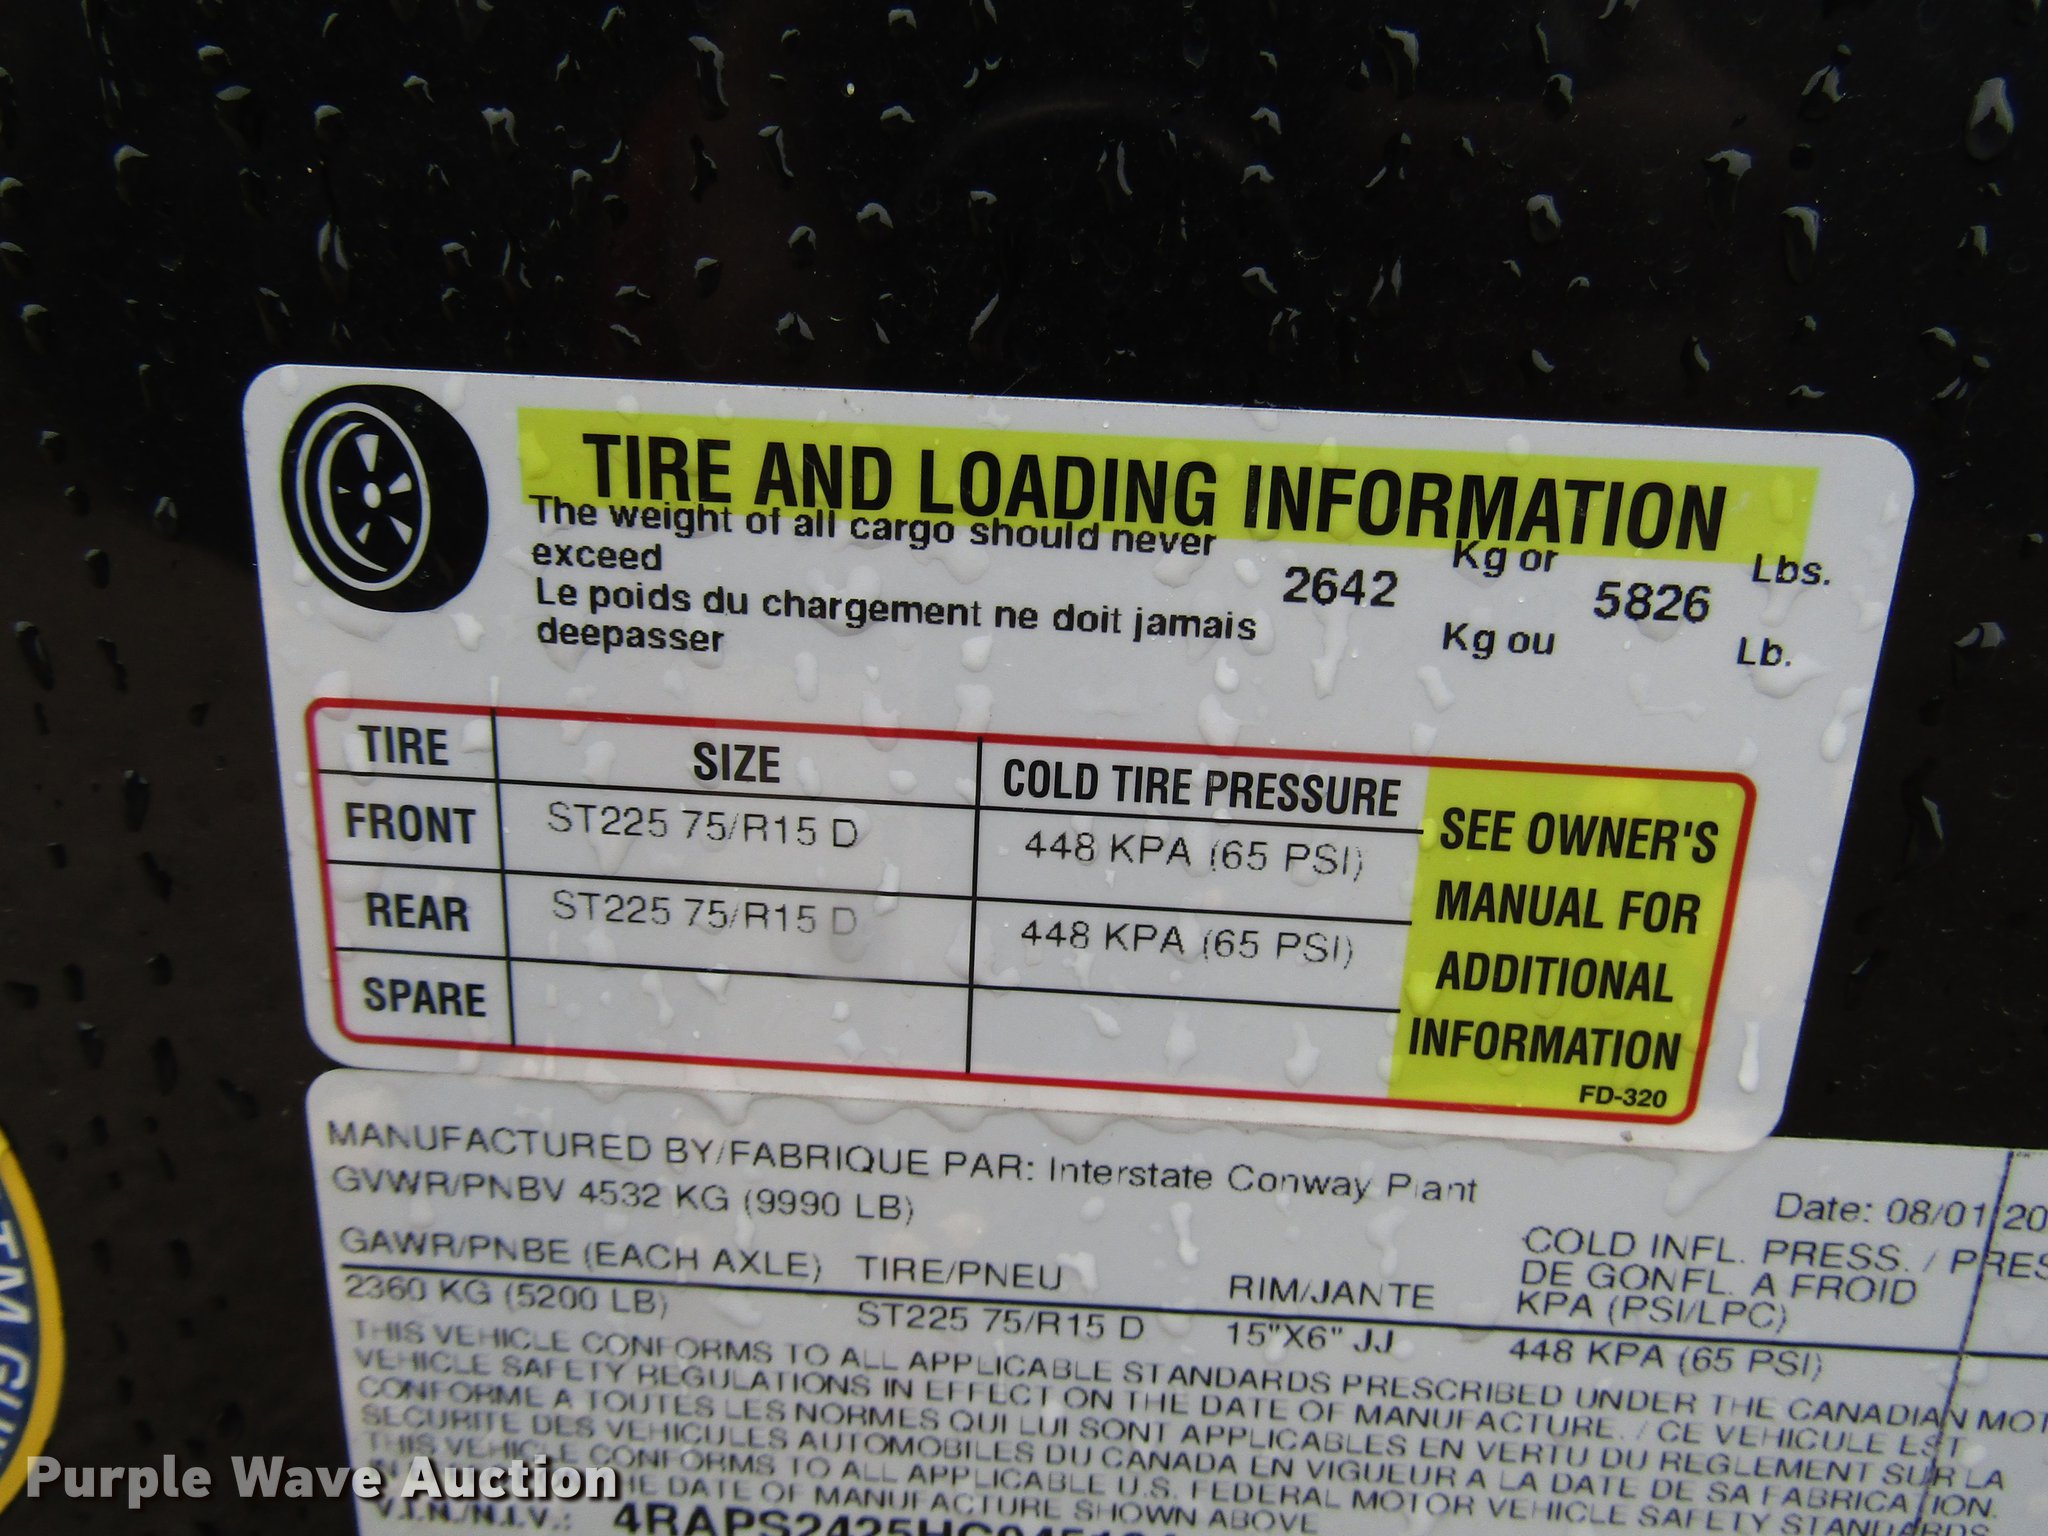 TIRE AND LOADING INFORMATION
The weight of all cargo should never
exceed
2642 Kg or 5826 Lbs.
Le poids du chargement ne doit jamais
deepasser
Kg ou Lb.
TIRE SIZE COLD TIRE PRESSURE
FRONT ST225 75/R15 D 448 KPA (65 PSI)
REAR ST225 75/R15 D 448 KPA (65 PSI)
SPARE
SEE OWNER'S
MANUAL FOR
ADDITIONAL
INFORMATION
FD-320
MANUFACTURED BY/FABRIQUE PAR: Interstate Conway Plant
GVWR/PNBV 4532 KG (9990 LB)
Date: 08/01/20
GAWR/PNBE (EACH AXLE) TIRE/PNEU RIM/JANTE
COLD INFL. PRESS. / PRES
DE GONFL. A FROID
KPA (PSI/LPC)
2360 KG (5200 LB) ST225 75/R15 D 15"X6" JJ 448 KPA (65 PSI)
THIS VEHICLE CONFORMS TO ALL APPLICABLE STANDARDS PRESCRIBED UNDER THE CANADIAN MOT
VEHICLE SAFETY REGULATIONS IN EFFECT ON THE DATE OF MANUFACTURE. / CE VEHICULE EST
CONFORME A TOUTES LES NORMES QUI LUI SONT APPLICABLES EN VERTU DU REGLEMENT SUR LA
SECURITE DES VEHICULES AUTOMOBILES DU CANADA EN VIGUEUR A LA DATE DE SA FABRICATION.
THIS VEHICLE CONFORMS TO ALL APPLICABLE U.S. FEDERAL MOTOR VEHICLE SAFETY STANDARDS
DATE OF MANUFACTURE SHOWN ABOVE
V.I.N./N.I.V.: 4RAPS2425HC045
Purple Wave Auction